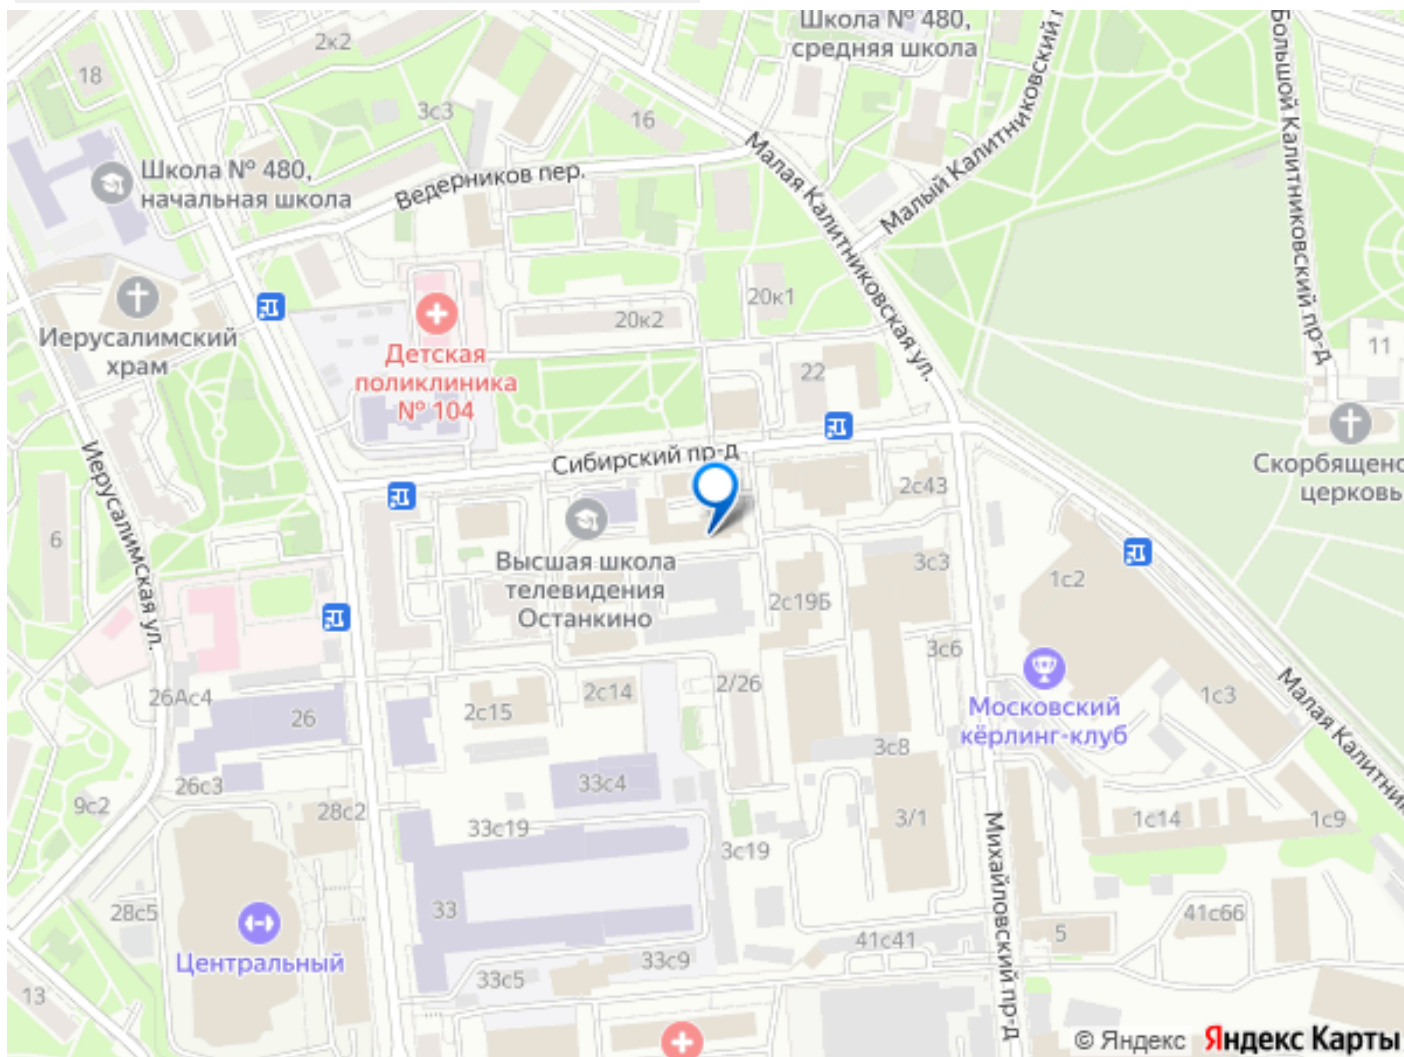 Школа № 480,
средняя школа
2к2
18
3с3
16
Большой Калитниковский пр-д
Малый Калитниковский
Малая Калитниковская ул.
Школа № 480,
начальная школа
Ведерников пер.
20к1
20к2
Иерусалимский
храм
Детская
поликлиника
№ 104
22
11
Сибирский пр-д
Скорбященс
церковь
2с43
Иерусалимская ул.
6
Высшая школа
телевидения
Останкино
3с3
1с2
2с19Б
3с6
26Ас4
26
2с15
2с14
2/26
1с3
Московский
кёрлинг-клуб
Малая Калитник
3с8
26с3
9с2
28с2
33с4
33с19
3/1
1с14
1с9
3с19
Михайловский пр-д
28с5
33
41с66
41с41
5
Центральный
33с5
33с9
13
© Яндекс Яндекс Карты